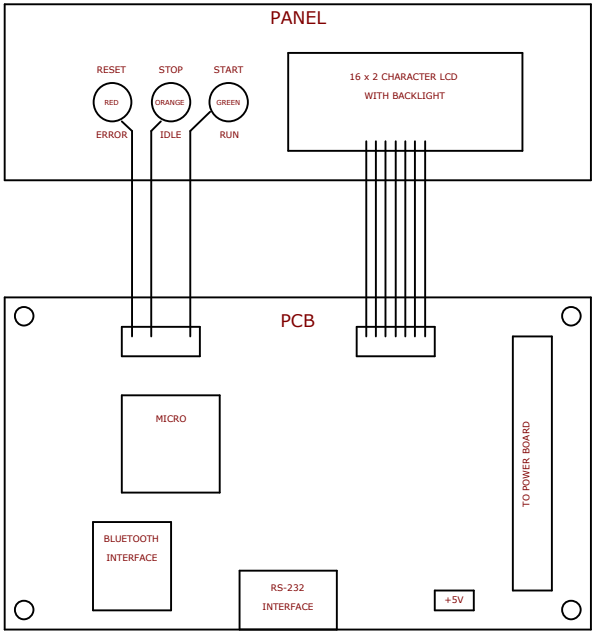 PANEL
RESET STOP START
RED ORANGE GREEN
ERROR IDLE RUN
16 x 2 CHARACTER LCD
WITH BACKLIGHT
PCB
MICRO
TO POWER BOARD
BLUETOOTH
INTERFACE
RS-232
INTERFACE
+5V